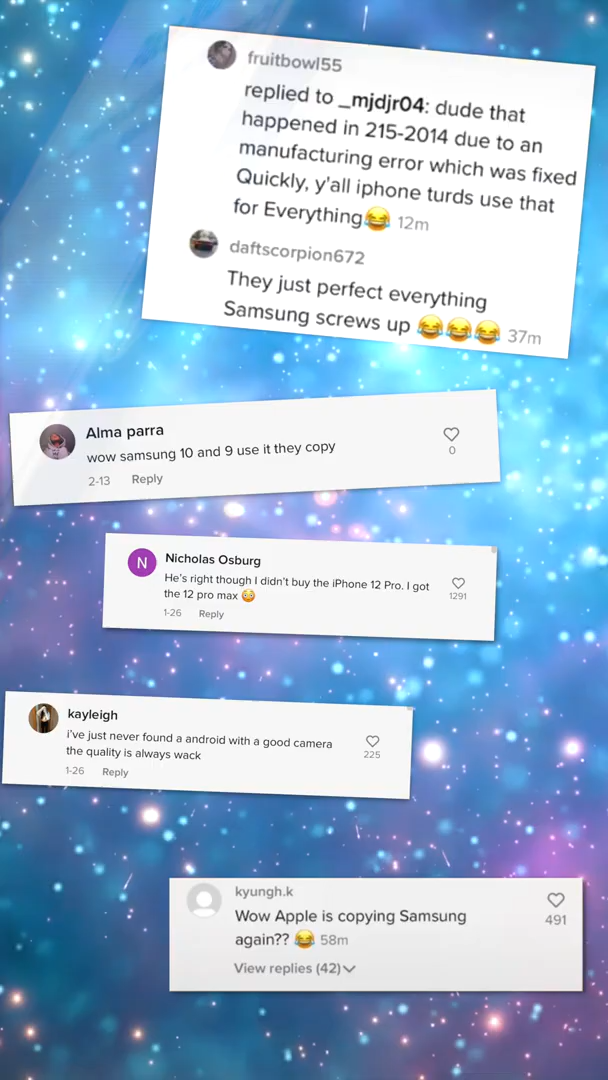 fruitbowl55
replied to _mjdjr04: dude that
happened in 215-2014 due to an
manufacturing error which was fixed
Quickly, y'all iphone turds use that
for Everything😂 12m
daftscorpion672
They just perfect everything
Samsung screws up 😂😂😂 37m
Alma parra
wow samsung 10 and 9 use it they copy
0
2-13 Reply
N
Nicholas Osburg
He's right though I didn't buy the iPhone 12 Pro. I got
the 12 pro max 😳
1291
1-26 Reply
kayleigh
i've just never found a android with a good camera
the quality is always wack
225
1-26 Reply
kyungh.k
Wow Apple is copying Samsung
again?? 😂 58m
491
View replies (42)